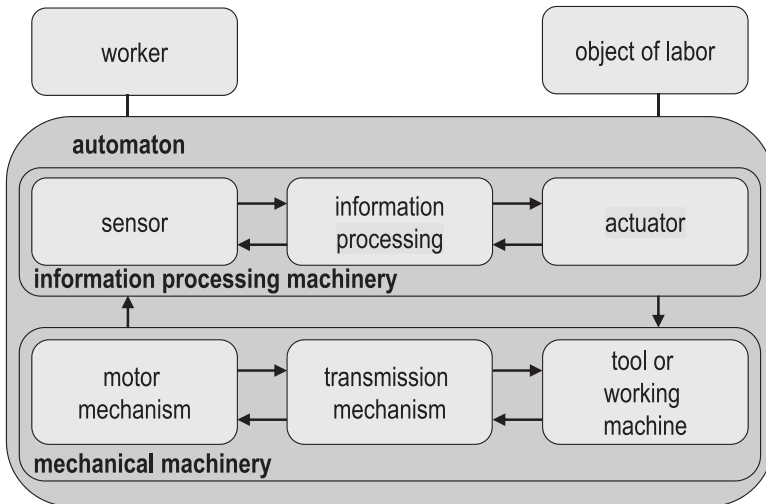 worker
object of labor
automaton
sensor
information
processing
actuator
information processing machinery
motor
mechanism
transmission
mechanism
tool or
working
machine
mechanical machinery